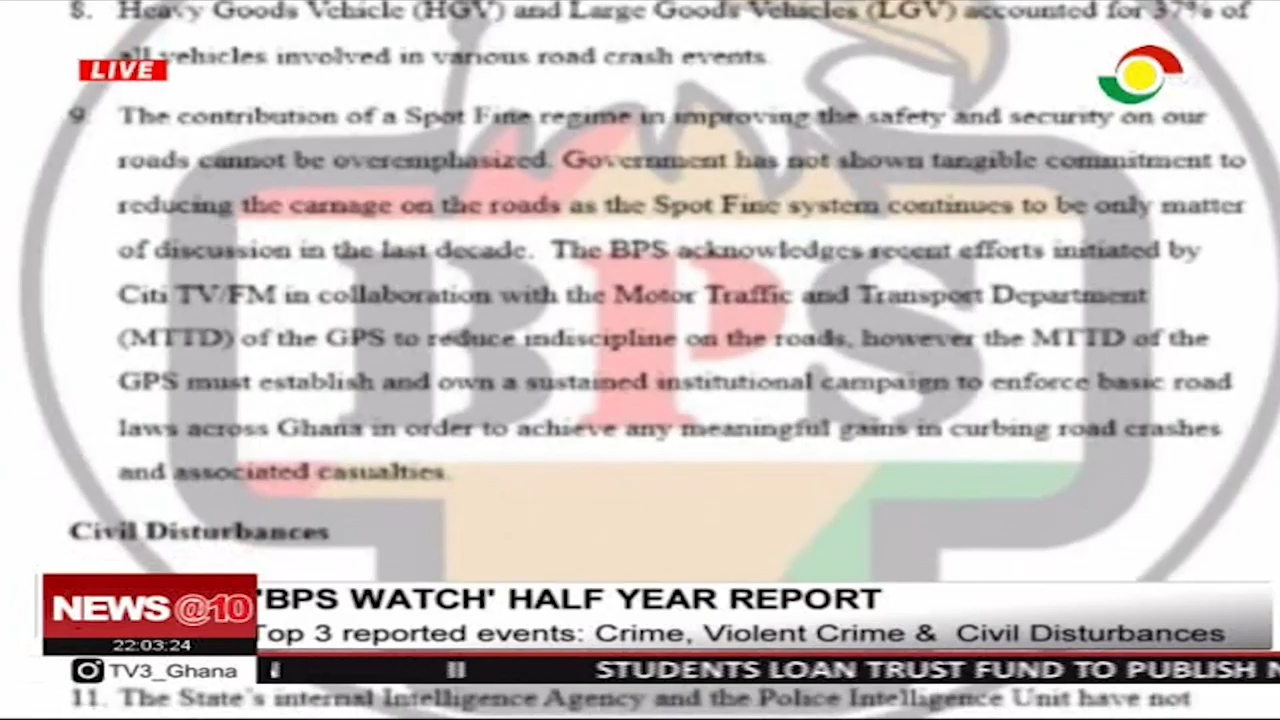 8. Heavy Goods Vehicle (HGV) and Large Goods Vehicles (LGV) accounted for 37% of
all vehicles involved in various road crash events.
LIVE
9. The contribution of a Spot Fine regime in improving the safety and security on our
roads cannot be overemphasized. Government has not shown tangible commitment to
reducing the carnage on the roads as the Spot Fine system continues to be only matter
of discussion in the last decade. The BPS acknowledges recent efforts initiated by
Citi TV/FM in collaboration with the Motor Traffic and Transport Department
(MTTD) of the GPS to reduce indiscipline on the roads, however the MTTD of the
GPS must establish and own a sustained institutional campaign to enforce basic road
laws across Ghana in order to achieve any meaningful gains in curbing road crashes
and associated casualties.
BPS
Civil Disturbances
NEWS@10
'BPS WATCH' HALF YEAR REPORT
Top 3 reported events: Crime, Violent Crime & Civil Disturbances
22:03:24
TV3_Ghana
STUDENTS LOAN TRUST FUND TO PUBLISH
11. The State's internal Intelligence Agency and the Police Intelligence Unit have not